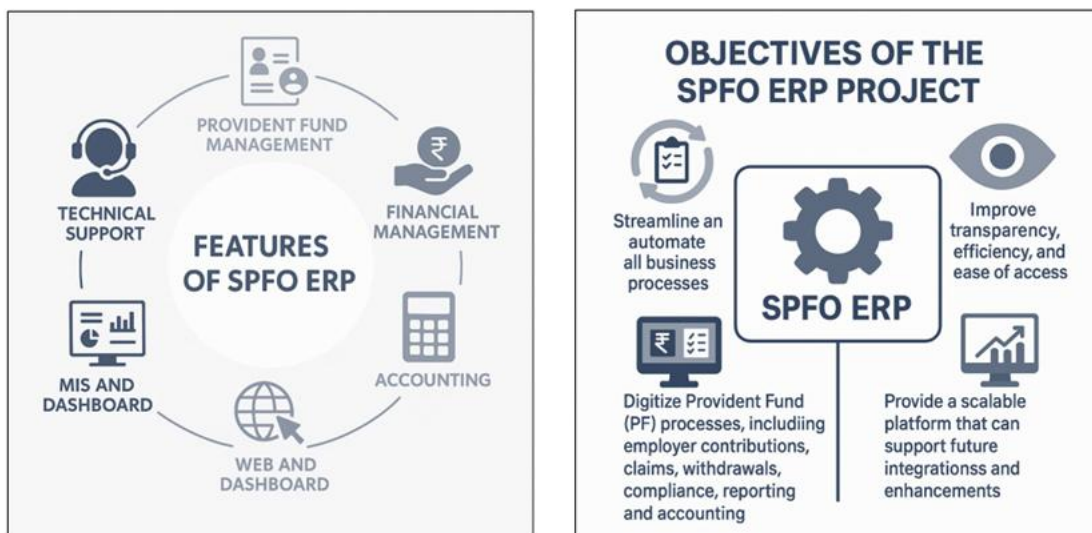 PROVIDENT FUND
MANAGEMENT
₹
FINANCIAL
MANAGEMENT
TECHNICAL
SUPPORT
FEATURES
OF SPFO ERP
MIS AND
DASHBOARD
ACCOUNTING
WEB AND
DASHBOARD
OBJECTIVES OF THE
SPFO ERP PROJECT
Streamline an
automate
all business
processes
Improve
transparency,
efficiency, and
ease of access
SPFO ERP
₹
Digitize Provident Fund
(PF) processes, incluidiing
employer contributions,
claims, withdrawals,
compliance, reporting
and accounting
Provide a scalable
platform that can
support future
integrationss and
enhancements